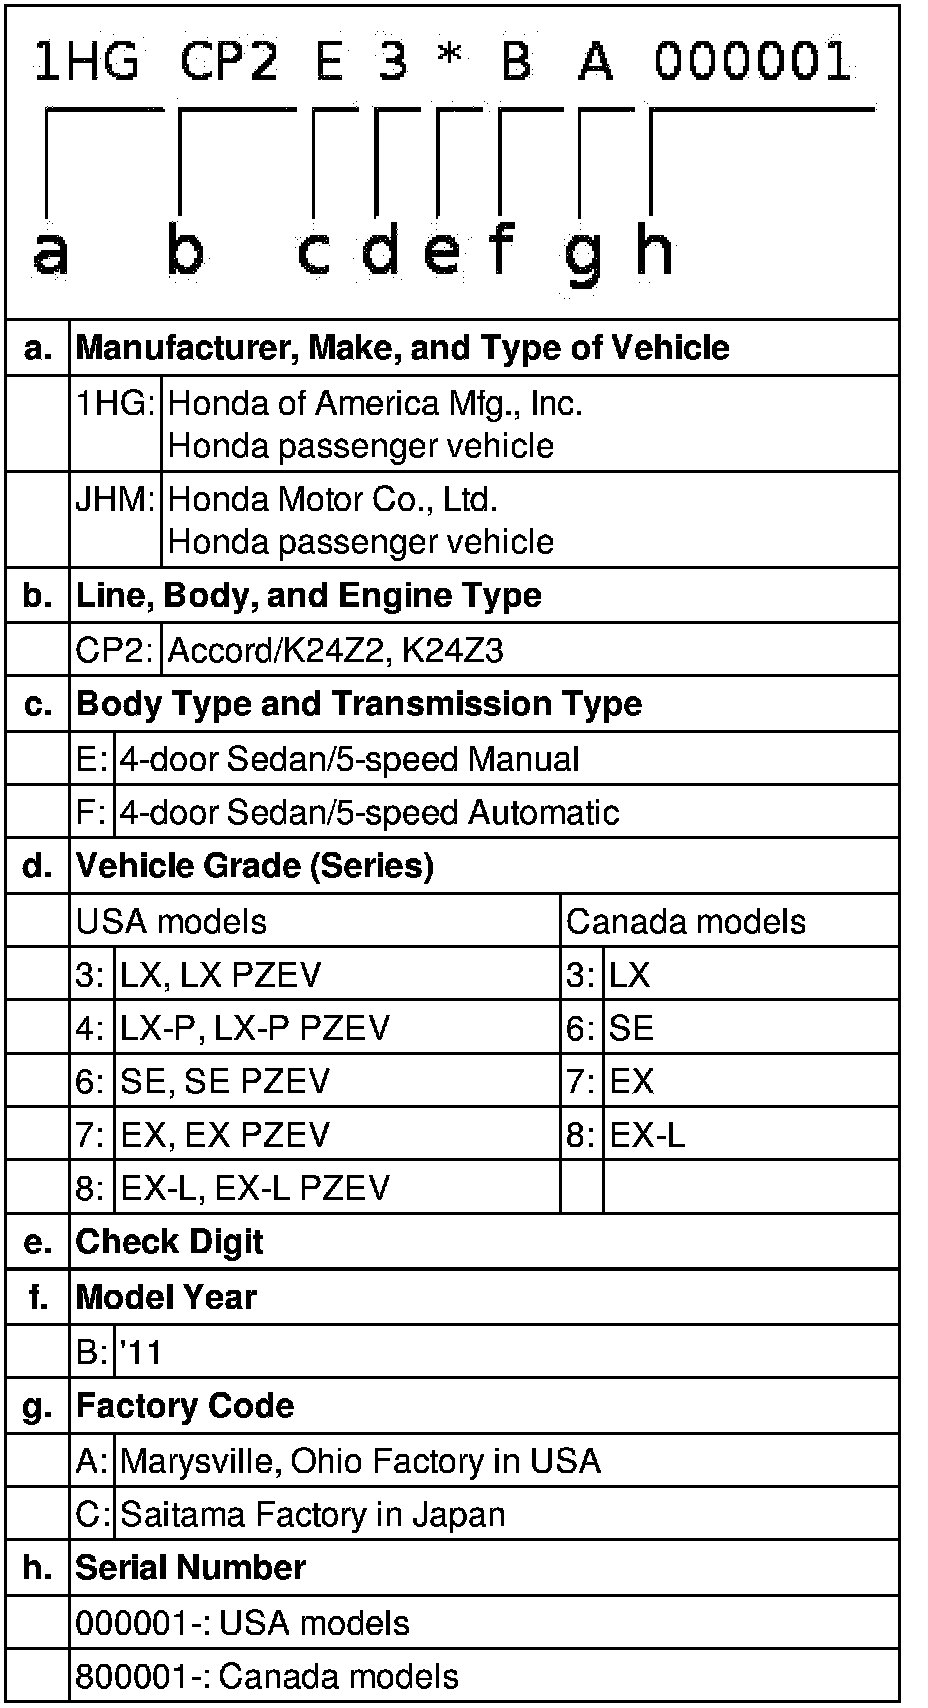 1HG CP2 E 3 * B A 000001
a b c d e f g h
a. Manufacturer, Make, and Type of Vehicle
1HG: Honda of America Mfg., Inc.
Honda passenger vehicle
JHM: Honda Motor Co., Ltd.
Honda passenger vehicle
b. Line, Body, and Engine Type
CP2: Accord/K24Z2, K24Z3
c. Body Type and Transmission Type
E: 4-door Sedan/5-speed Manual
F: 4-door Sedan/5-speed Automatic
d. Vehicle Grade (Series)
USA models Canada models
3: LX, LX PZEV 3: LX
4: LX-P, LX-P PZEV 6: SE
6: SE, SE PZEV 7: EX
7: EX, EX PZEV 8: EX-L
8: EX-L, EX-L PZEV
e. Check Digit
f. Model Year
B: '11
g. Factory Code
A: Marysville, Ohio Factory in USA
C: Saitama Factory in Japan
h. Serial Number
000001-: USA models
800001-: Canada models